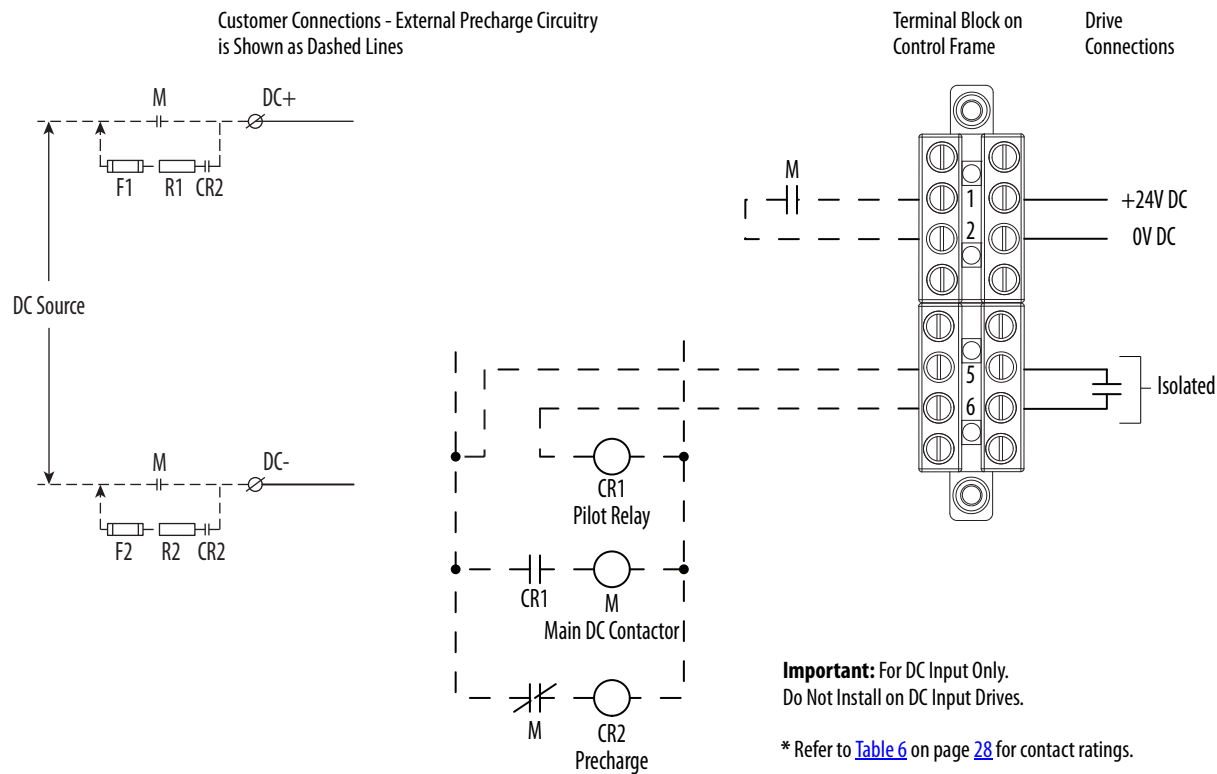 Customer Connections - External Precharge Circuitry
is Shown as Dashed Lines
Terminal Block on
Control Frame
Drive
Connections
M
DC+
F1
R1
CR2
DC Source
M
DC-
F2
R2
CR2
M
1
2
+24V DC
0V DC
5
6
Isolated
CR1
Pilot Relay
CR1
M
Main DC Contactor
M
CR2
Precharge
Important: For DC Input Only.
Do Not Install on DC Input Drives.
* Refer to Table 6 on page 28 for contact ratings.